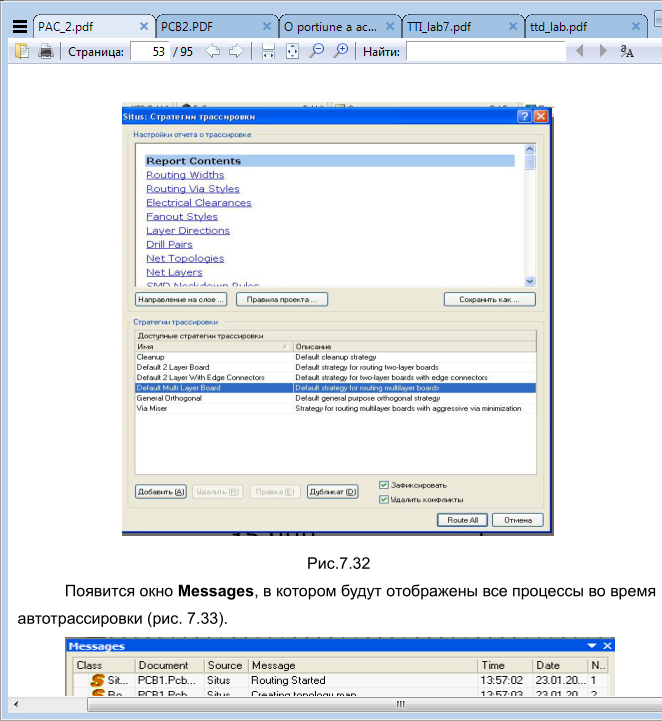 PAC_2.pdf PCB2.PDF O portiune a ac... TTI_lab7.pdf ttd_lab.pdf
Страница: 53 / 95 Найти:
Situs: Стратегии трассировки
Настройки отчета о трассировке
Report Contents
Routing Widths
Routing Via Styles
Electrical Clearances
Fanout Styles
Layer Directions
Drill Pairs
Net Topologies
Net Layers
SMD Neckdown Rules
Направление на слое ... Правила проекта ... Сохранить как ...
Стратегии трассировки
Доступные стратегии трассировки
Имя Описание
Cleanup Default cleanup strategy
Default 2 Layer Board Default strategy for routing two-layer boards
Default 2 Layer With Edge Connectors Default strategy for two-layer boards with edge connectors
Default Multi Layer Board Default strategy for routing multilayer boards
General Orthogonal Default general purpose orthogonal strategy
Via Miser Strategy for routing multilayer boards with aggressive via minimization
Добавить (A) Удалить (R) Правка (E) Дубликат (D) Зафиксировать
Удалить конфликты
Route All Отмена
Рис.7.32
Появится окно Messages, в котором будут отображены все процессы во время
автотрассировки (рис. 7.33).
Messages
Class Document Source Message Time Date N..
Sit... PCB1.Pcb... Situs Routing Started 13:57:02 23.01.20... 1
Ro... PCB1.Pcb... Situs Creating topology map 13:57:03 23.01.20... 2